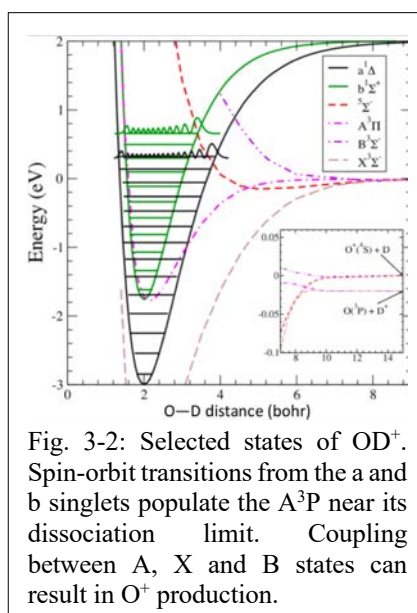 2
1
0
-1
-2
-3
Energy (eV)
0 2 4 6 8 10 12 14
O—D distance (bohr)
a¹Δ
b¹Σ⁺
⁵Σ⁻
A³Π
B³Σ⁻
X³Σ⁻
0.05
0
-0.05
-0.1
8 10 12 14
O⁺(⁴S) + D
O(³P) + D⁺
Fig. 3-2: Selected states of OD⁺.
Spin-orbit transitions from the a and
b singlets populate the A³P near its
dissociation limit. Coupling
between A, X and B states can
result in O⁺ production.